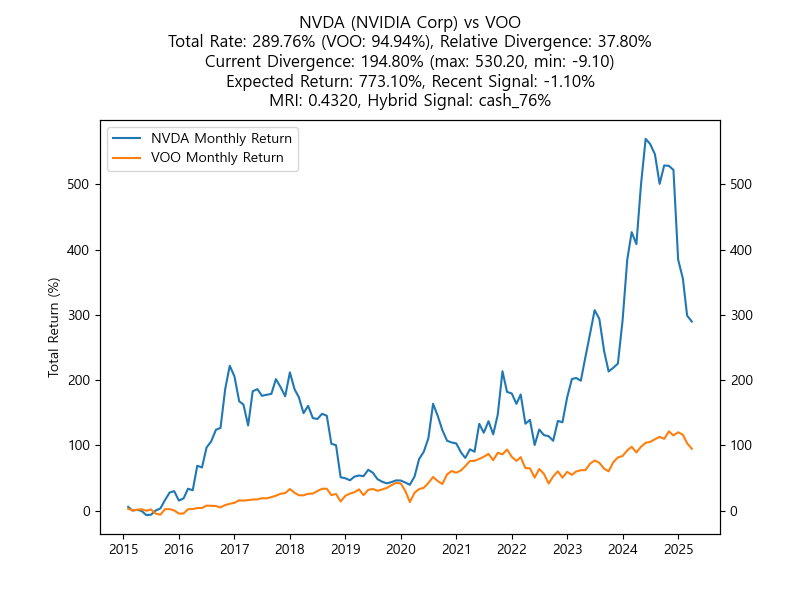 NVDA (NVIDIA Corp) vs VOO
Total Rate: 289.76% (VOO: 94.94%), Relative Divergence: 37.80%
Current Divergence: 194.80% (max: 530.20, min: -9.10)
Expected Return: 773.10%, Recent Signal: -1.10%
MRI: 0.4320, Hybrid Signal: cash_76%
NVDA Monthly Return
VOO Monthly Return
Total Return (%)
500
400
300
200
100
0
500
400
300
200
100
0
2015 2016 2017 2018 2019 2020 2021 2022 2023 2024 2025